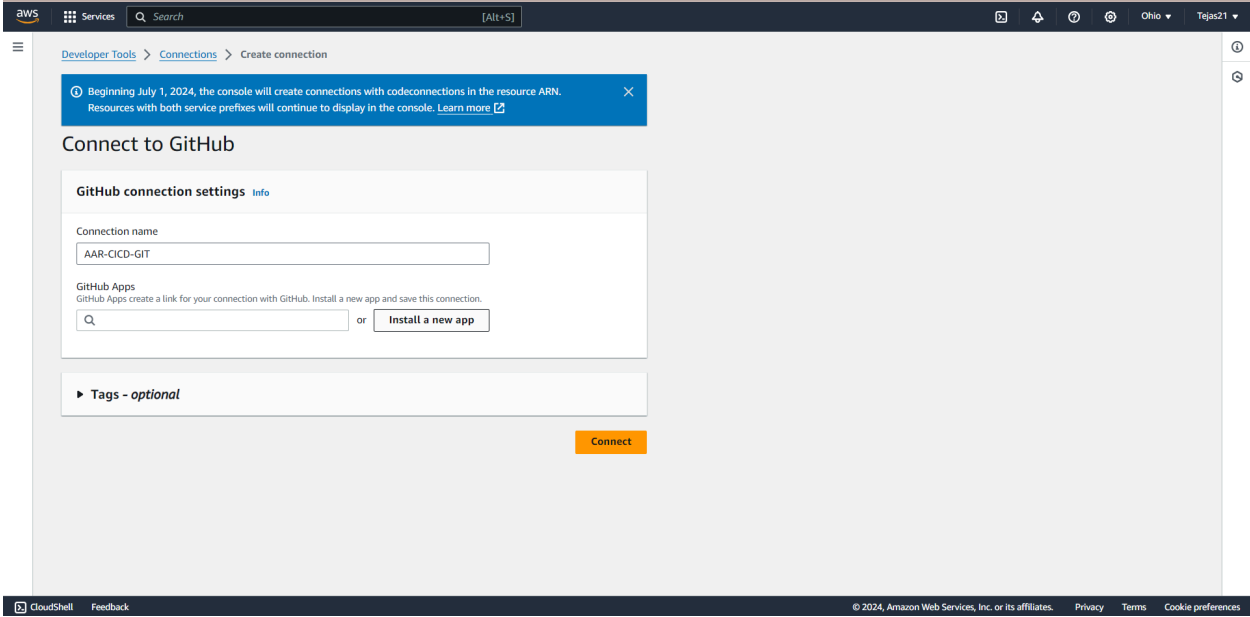 aws Services Search [Alt+S] Ohio Tejas21
Developer Tools > Connections > Create connection
Beginning July 1, 2024, the console will create connections with codeconnections in the resource ARN.
Resources with both service prefixes will continue to display in the console. Learn more
Connect to GitHub
GitHub connection settings Info
Connection name
AAR-CICD-GIT
GitHub Apps
GitHub Apps create a link for your connection with GitHub. Install a new app and save this connection.
or Install a new app
Tags - optional
Connect
CloudShell Feedback © 2024, Amazon Web Services, Inc. or its affiliates. Privacy Terms Cookie preferences